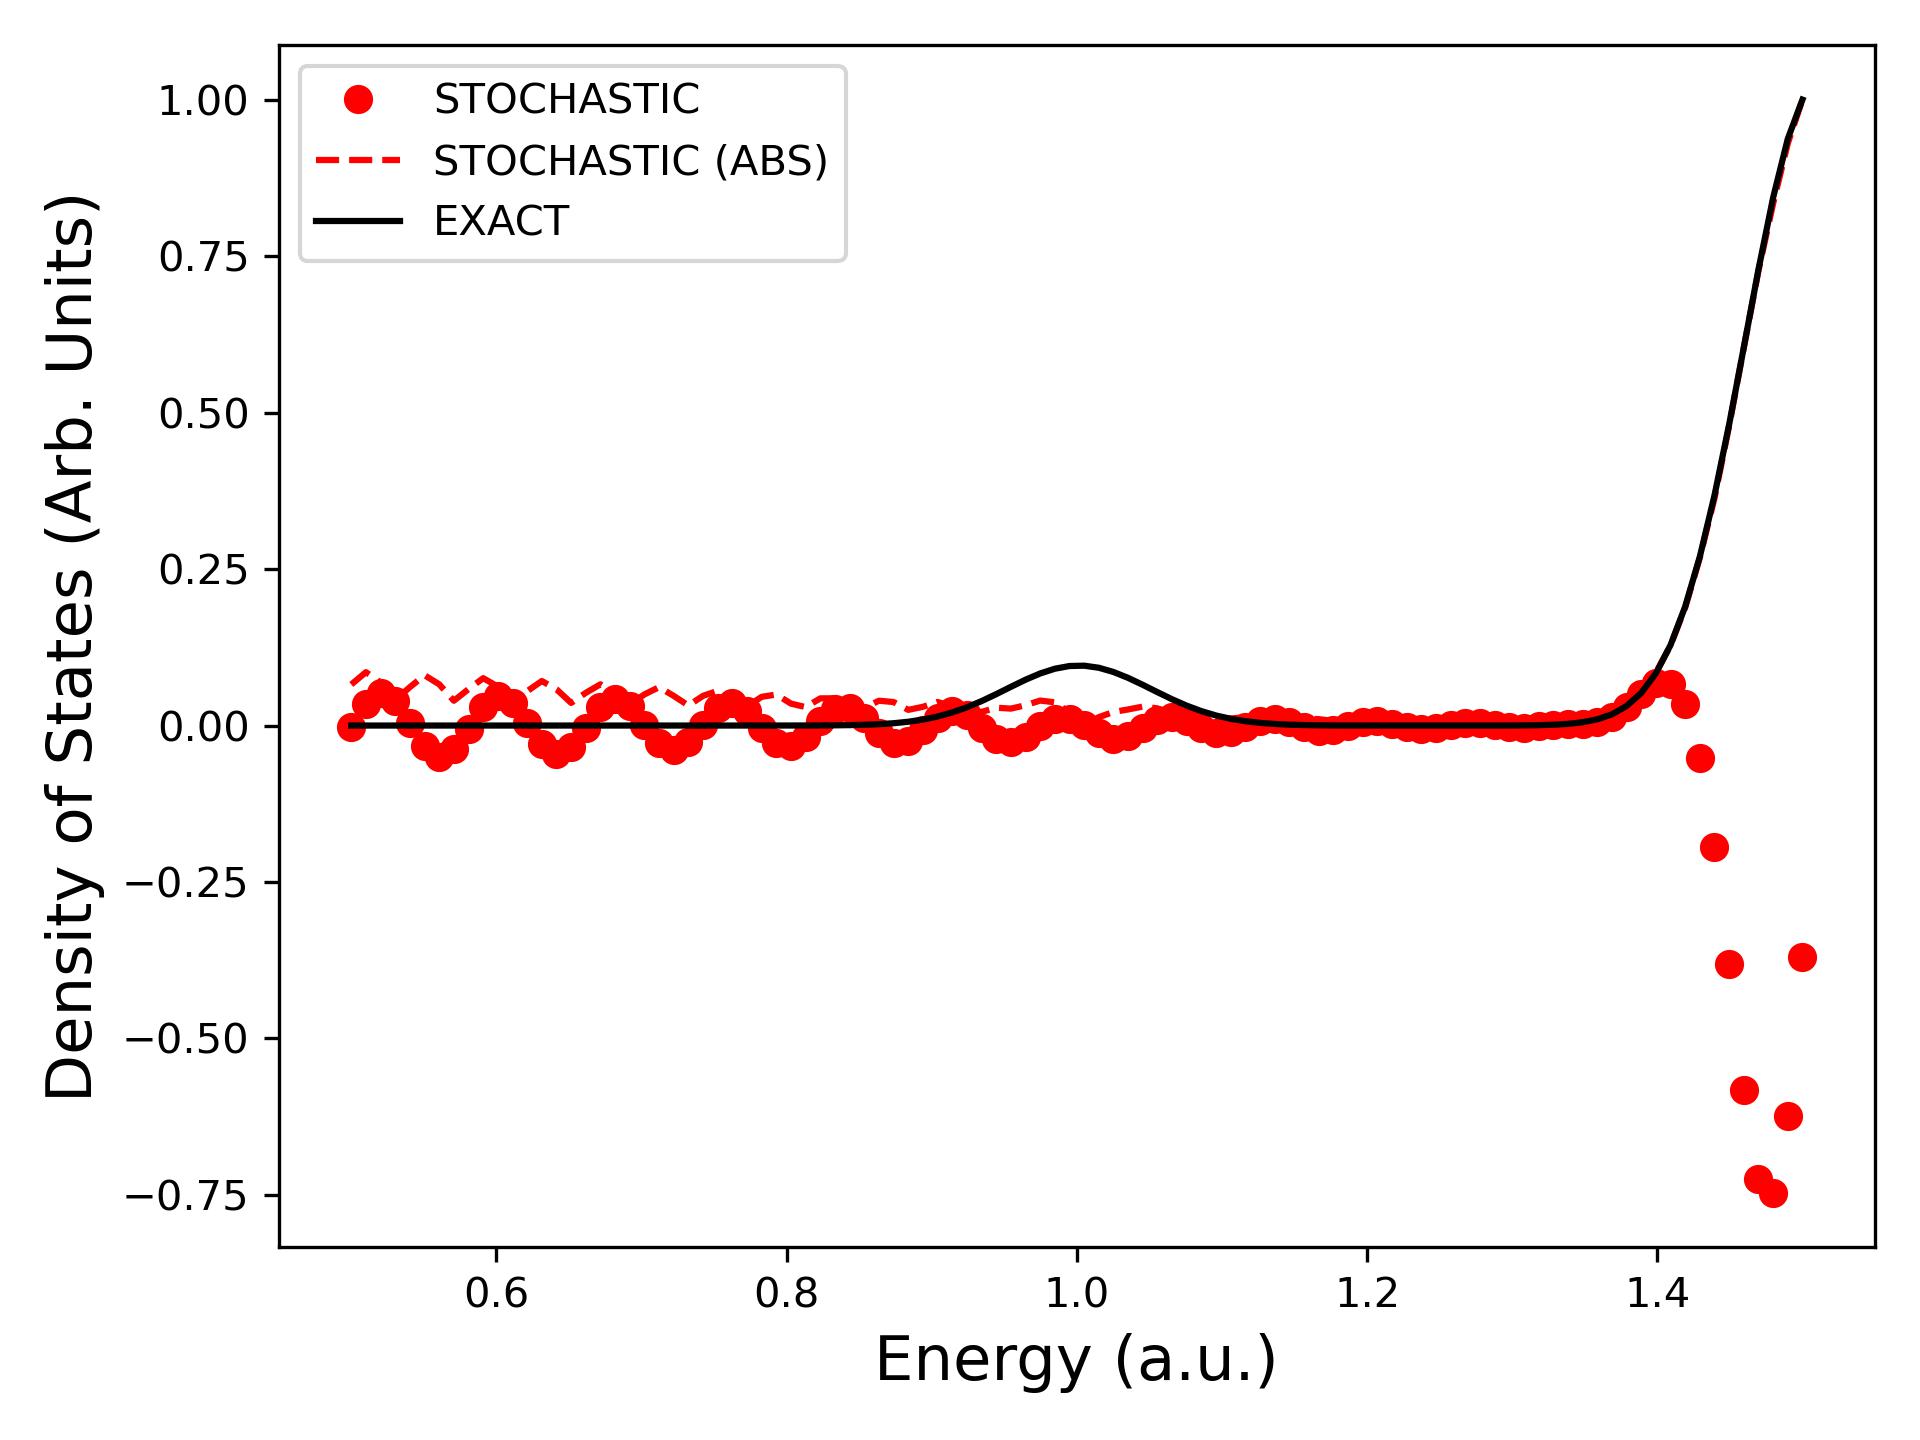 STOCHASTIC
STOCHASTIC (ABS)
EXACT
Density of States (Arb. Units)
1.00
0.75
0.50
0.25
0.00
−0.25
−0.50
−0.75
0.6 0.8 1.0 1.2 1.4
Energy (a.u.)